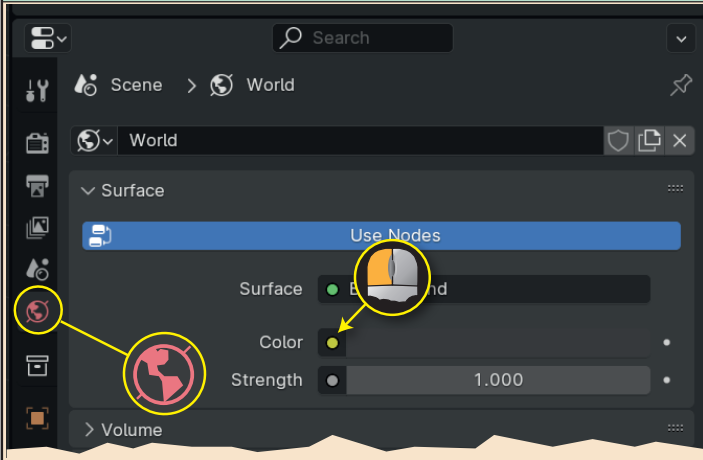 Search
Scene > World
World
Surface
Use Nodes
Surface
Color
Strength 1.000
Volume